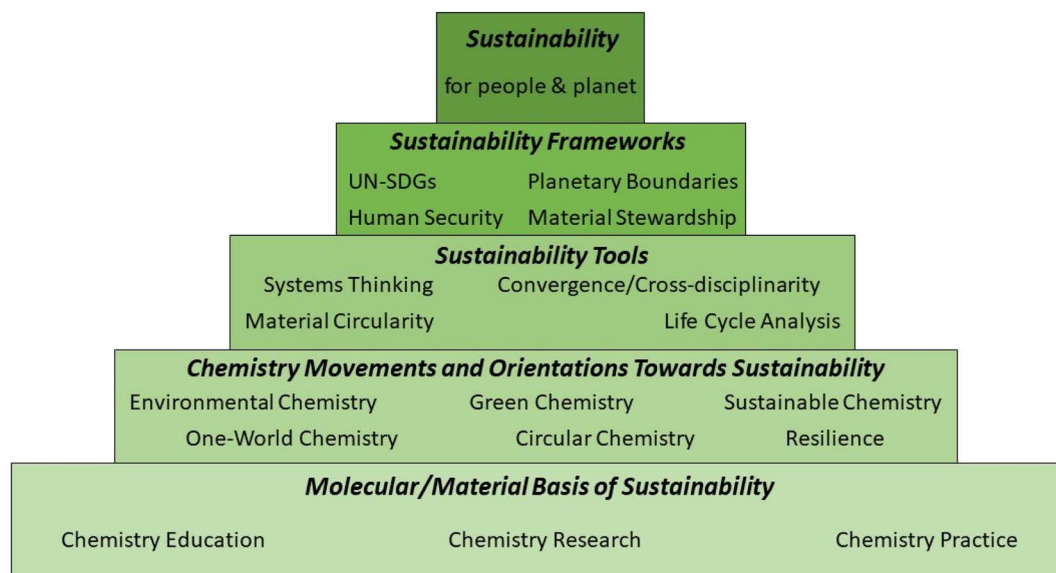 Sustainability
for people & planet
Sustainability Frameworks
UN-SDGs Planetary Boundaries
Human Security Material Stewardship
Sustainability Tools
Systems Thinking Convergence/Cross-disciplinarity
Material Circularity Life Cycle Analysis
Chemistry Movements and Orientations Towards Sustainability
Environmental Chemistry Green Chemistry Sustainable Chemistry
One-World Chemistry Circular Chemistry Resilience
Molecular/Material Basis of Sustainability
Chemistry Education Chemistry Research Chemistry Practice